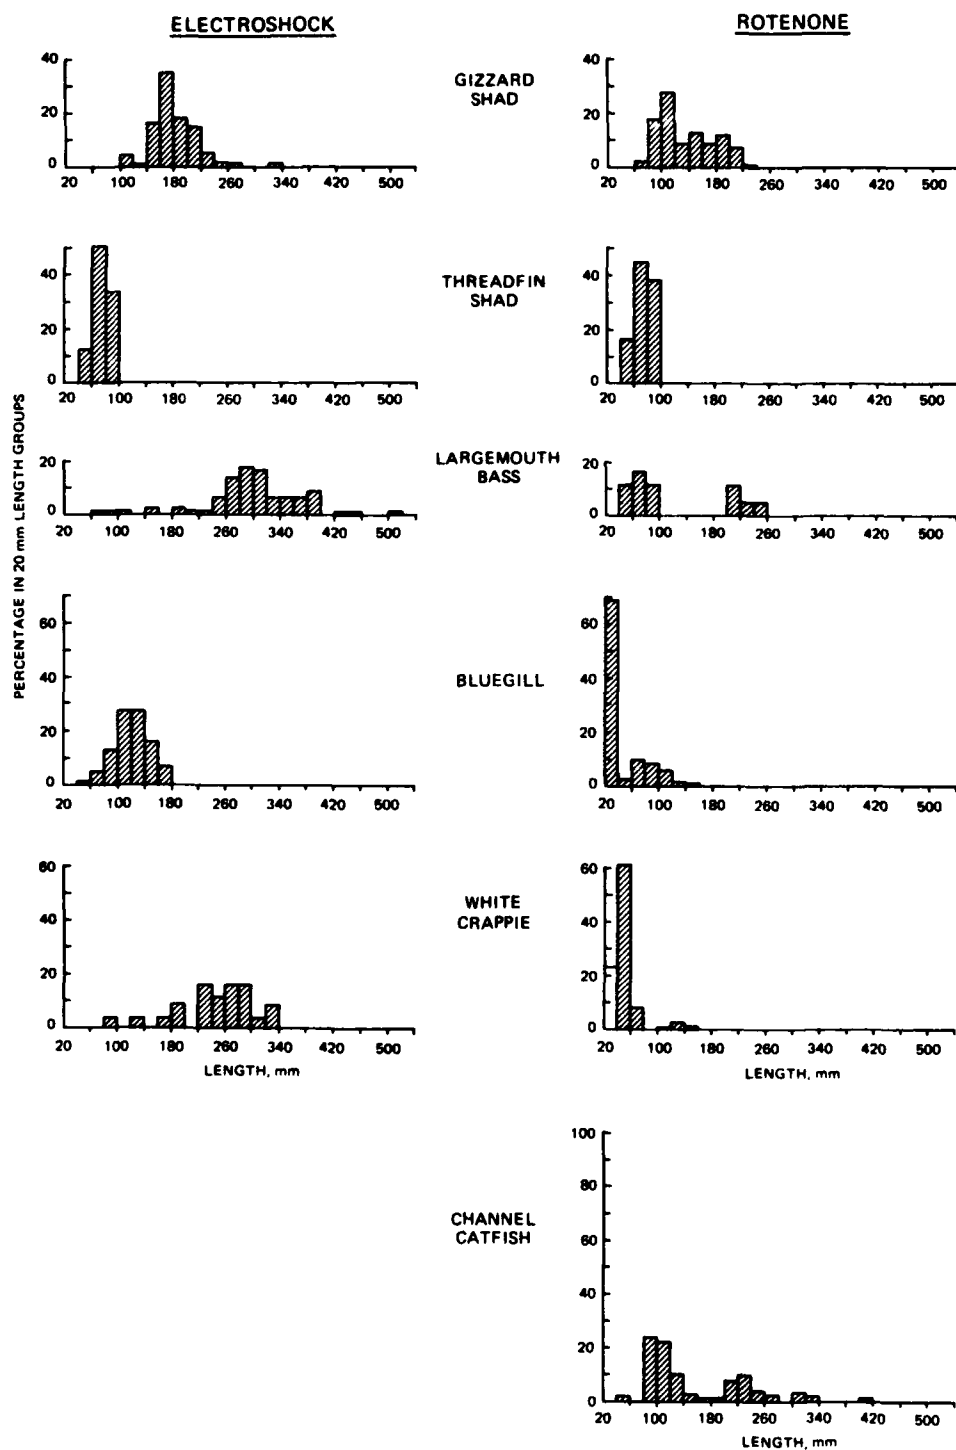 ELECTROSHOCK
ROTENONE
40
20
0
20 100 180 260 340 420 500
GIZZARD
SHAD
40
20
0
20 100 180 260 340 420 500
40
20
0
20 100 180 260 340 420 500
THREADFIN
SHAD
40
20
0
20 100 180 260 340 420 500
PERCENTAGE IN 20 mm LENGTH GROUPS
20
0
20 100 180 260 340 420 500
LARGEMOUTH
BASS
20
0
20 100 180 260 340 420 500
60
40
20
0
20 100 180 260 340 420 500
BLUEGILL
60
40
20
0
20 100 180 260 340 420 500
60
40
20
0
20 100 180 260 340 420 500
LENGTH, mm
WHITE
CRAPPIE
60
40
20
0
20 100 180 260 340 420 500
LENGTH, mm
CHANNEL
CATFISH
100
80
60
40
20
0
20 100 180 260 340 420 500
LENGTH, mm